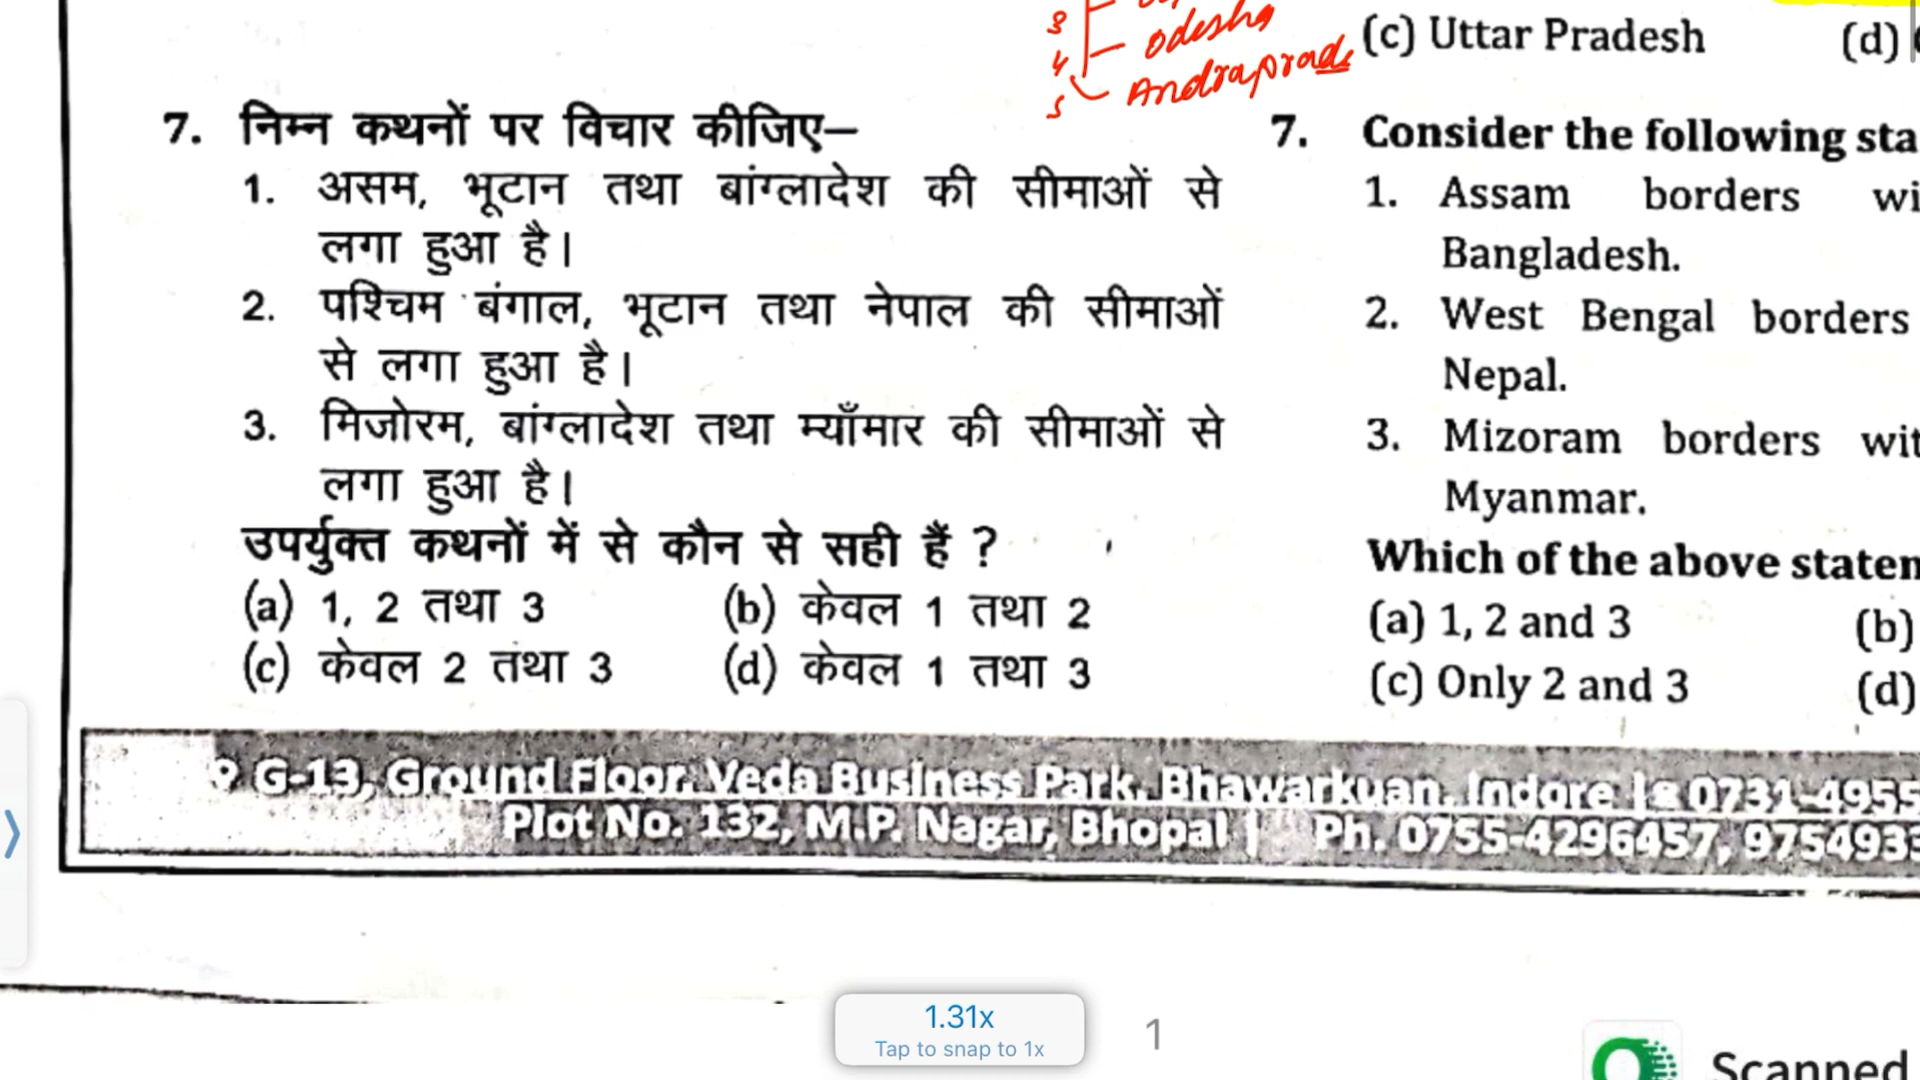 odesha
Andraprade
(c) Uttar Pradesh (d)
7. निम्न कथनों पर विचार कीजिए–
1. असम, भूटान तथा बांग्लादेश की सीमाओं से
लगा हुआ है।
2. पश्चिम बंगाल, भूटान तथा नेपाल की सीमाओं
से लगा हुआ है।
3. मिजोरम, बांग्लादेश तथा म्याँमार की सीमाओं से
लगा हुआ है।
उपर्युक्त कथनों में से कौन से सही हैं ?
(a) 1, 2 तथा 3 (b) केवल 1 तथा 2
(c) केवल 2 तथा 3 (d) केवल 1 तथा 3
7. Consider the following sta
1. Assam borders wi
Bangladesh.
2. West Bengal borders
Nepal.
3. Mizoram borders wit
Myanmar.
Which of the above staten
(a) 1, 2 and 3 (b)
(c) Only 2 and 3 (d)
G-13, Ground Floor, Veda Business Park, Bhawarkuan, Indore | 0731-4955
Plot No. 132, M.P. Nagar, Bhopal | Ph. 0755-4296457, 975493
1.31x
Tap to snap to 1x
1
Scanned